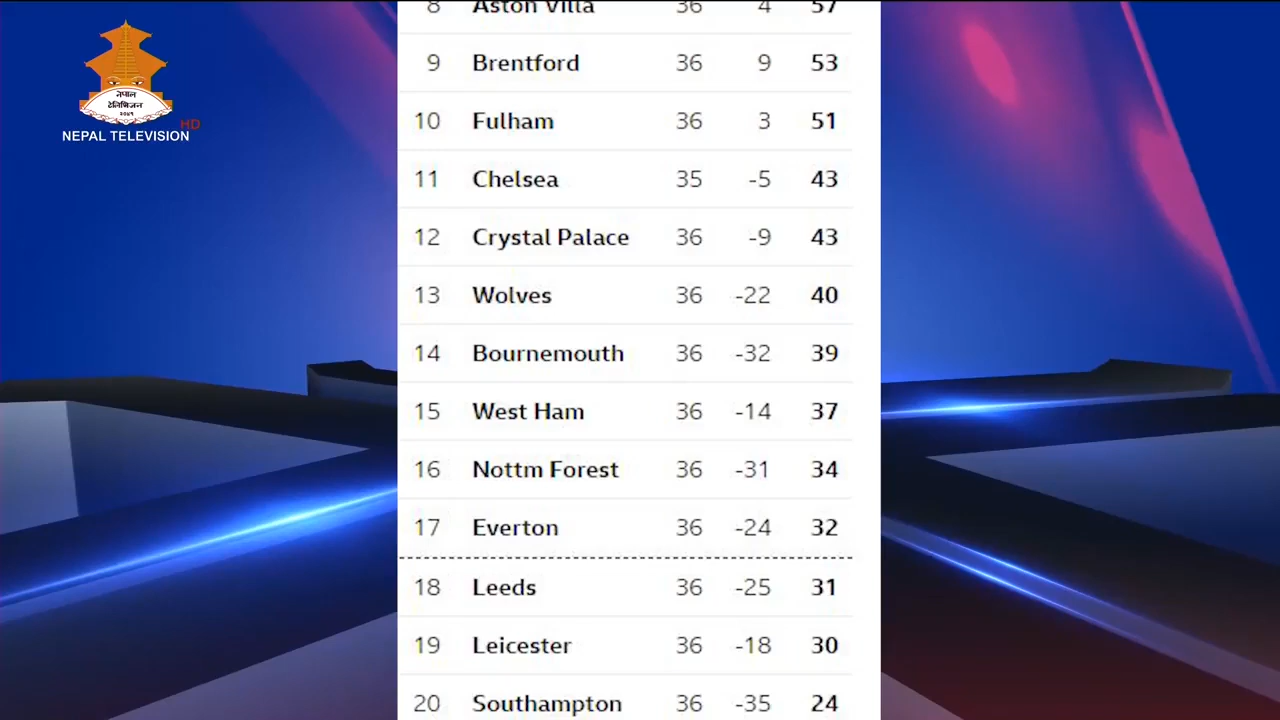 नेपाल
टेलिभिजन
२०४१
HD
NEPAL TELEVISION
8 Aston Villa 36 4 57
9 Brentford 36 9 53
10 Fulham 36 3 51
11 Chelsea 35 -5 43
12 Crystal Palace 36 -9 43
13 Wolves 36 -22 40
14 Bournemouth 36 -32 39
15 West Ham 36 -14 37
16 Nottm Forest 36 -31 34
17 Everton 36 -24 32
18 Leeds 36 -25 31
19 Leicester 36 -18 30
20 Southampton 36 -35 24